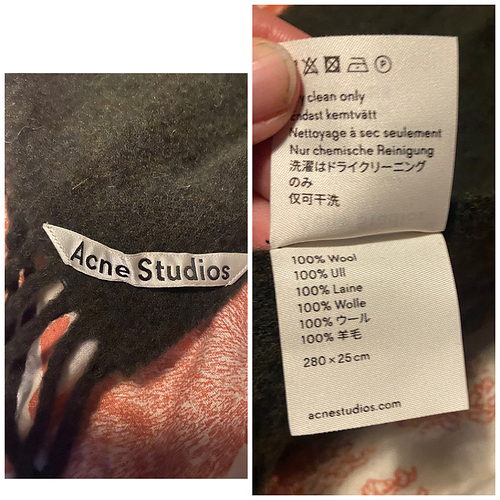 Acne Studios
clean only
kemtvätt
Nettoyage à sec seulement
Nur chemische Reinigung
洗濯はドライクリーニング
のみ
仅可干洗
100% Wool
100% Ull
100% Laine
100% Wolle
100% ウール
100% 羊毛
280 × 25 cm
acnestudios.com